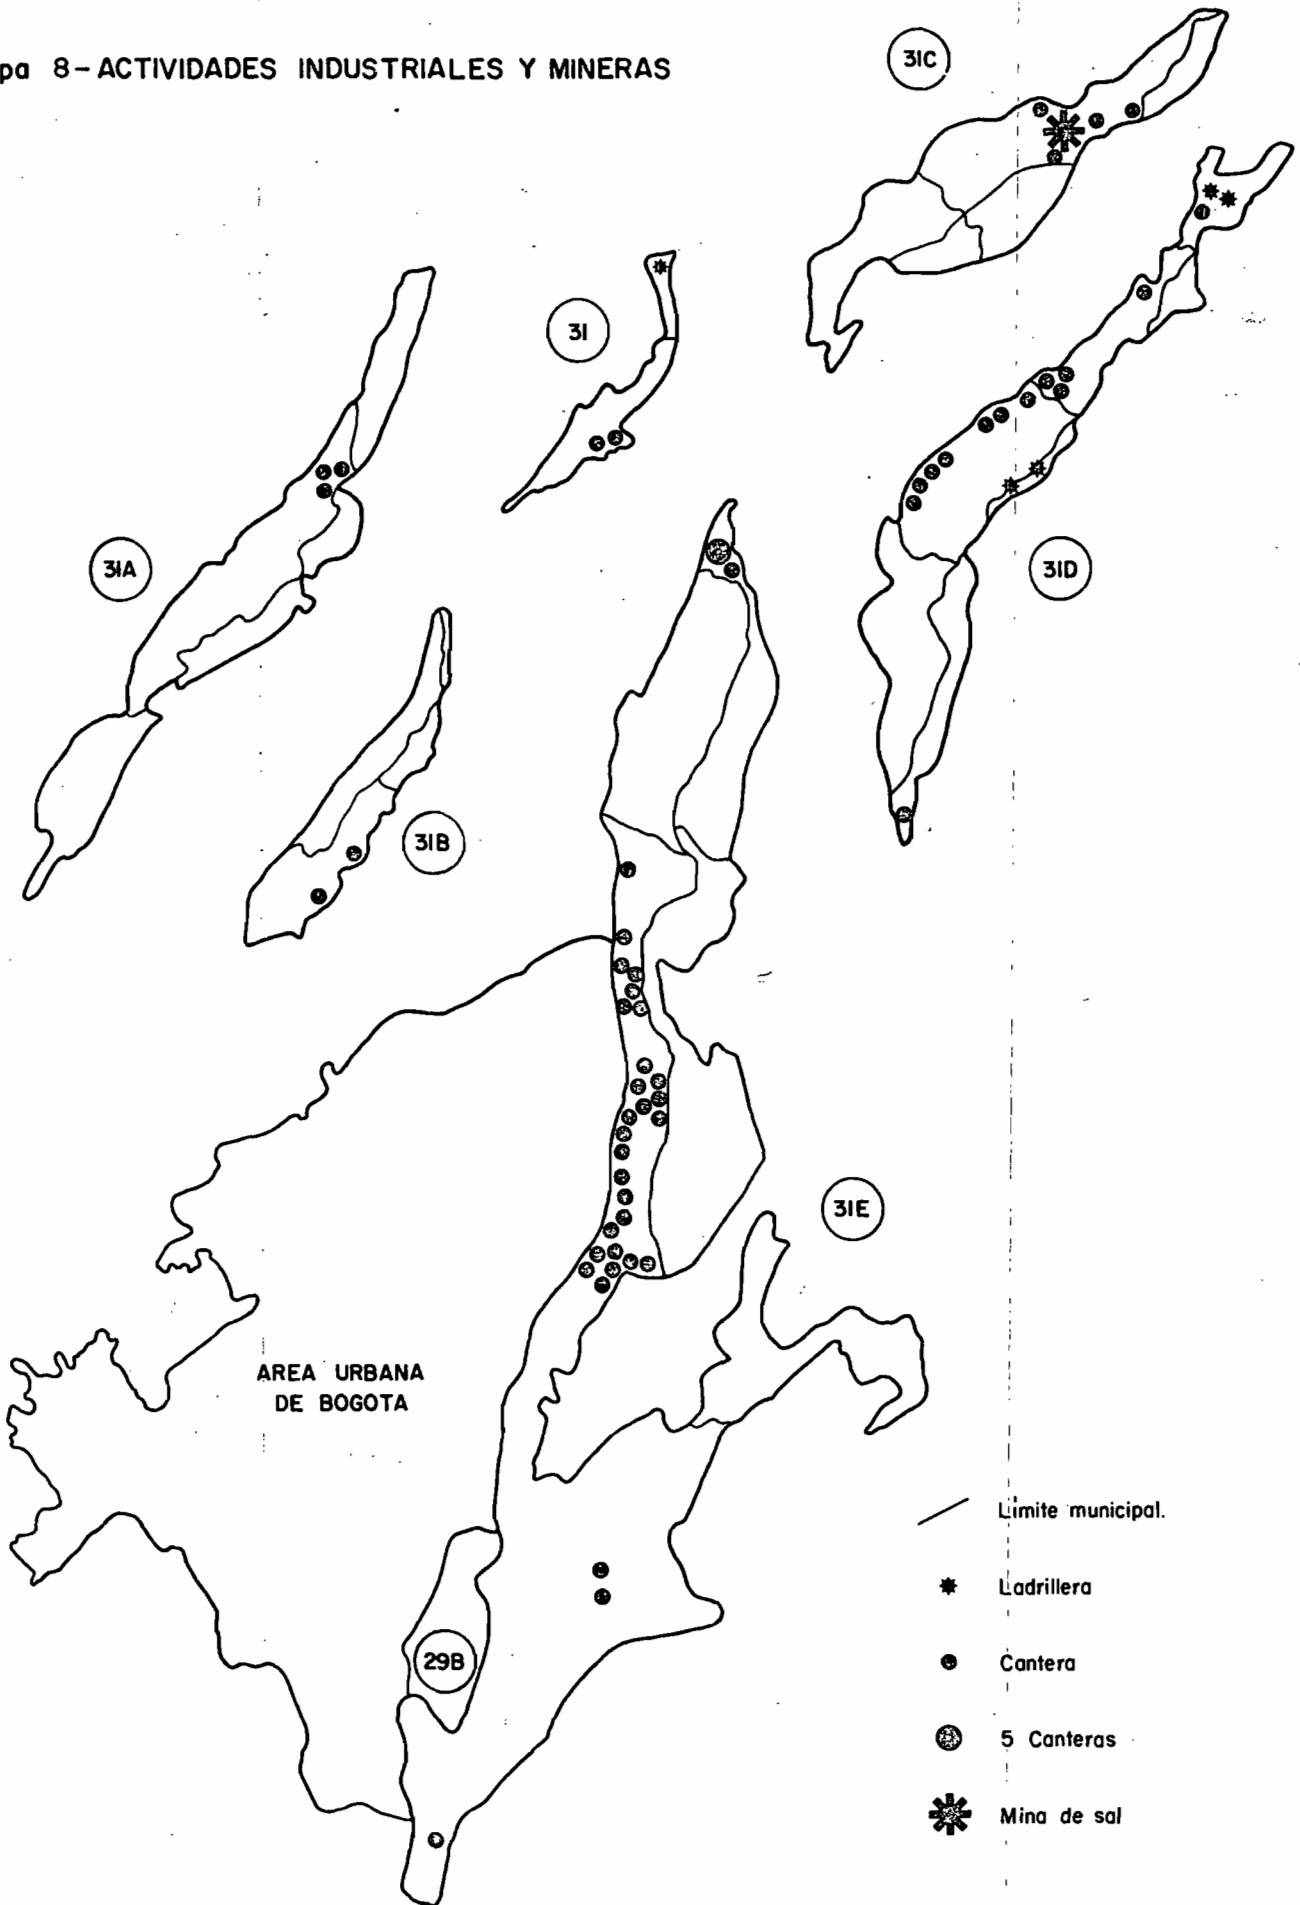 pa 8-ACTIVIDADES INDUSTRIALES Y MINERAS
31C
31
31A
31D
31B
31E
AREA URBANA
DE BOGOTA
29B
Límite municipal.
Ladrillera
Cantera
5 Canteras
Mina de sal